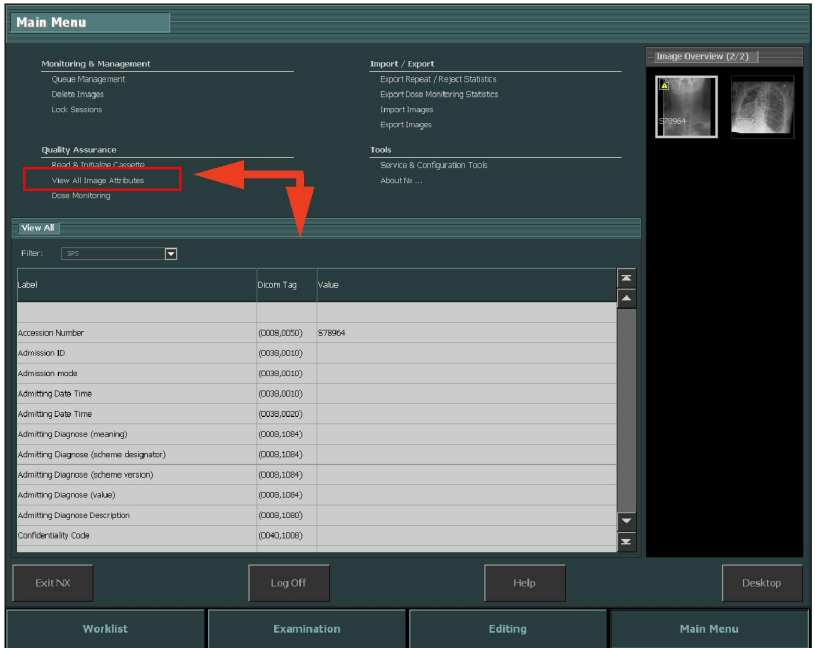 Main Menu
Monitoring & Management
Queue Management
Delete Images
Lock Sessions
Import / Export
Export Repeat / Reject Statistics
Export Dose Monitoring Statistics
Import Images
Export Images
Quality Assurance
Read & Initialize Cassette
View All Image Attributes
Dose Monitoring
Tools
Service & Configuration Tools
About Nx ...
Image Overview (2/2)
S78964
View All
Filter: SPS
Label Dicom Tag Value
Accession Number (0008,0050) S78964
Admission ID (0038,0010)
Admission mode (0038,0010)
Admitting Date Time (0038,0010)
Admitting Date Time (0038,0020)
Admitting Diagnose (meaning) (0008,1084)
Admitting Diagnose (scheme designator) (0008,1084)
Admitting Diagnose (scheme version) (0008,1084)
Admitting Diagnose (value) (0008,1084)
Admitting Diagnose Description (0008,1080)
Confidentiality Code (0040,1008)
Exit NX
Log Off
Help
Desktop
Worklist
Examination
Editing
Main Menu